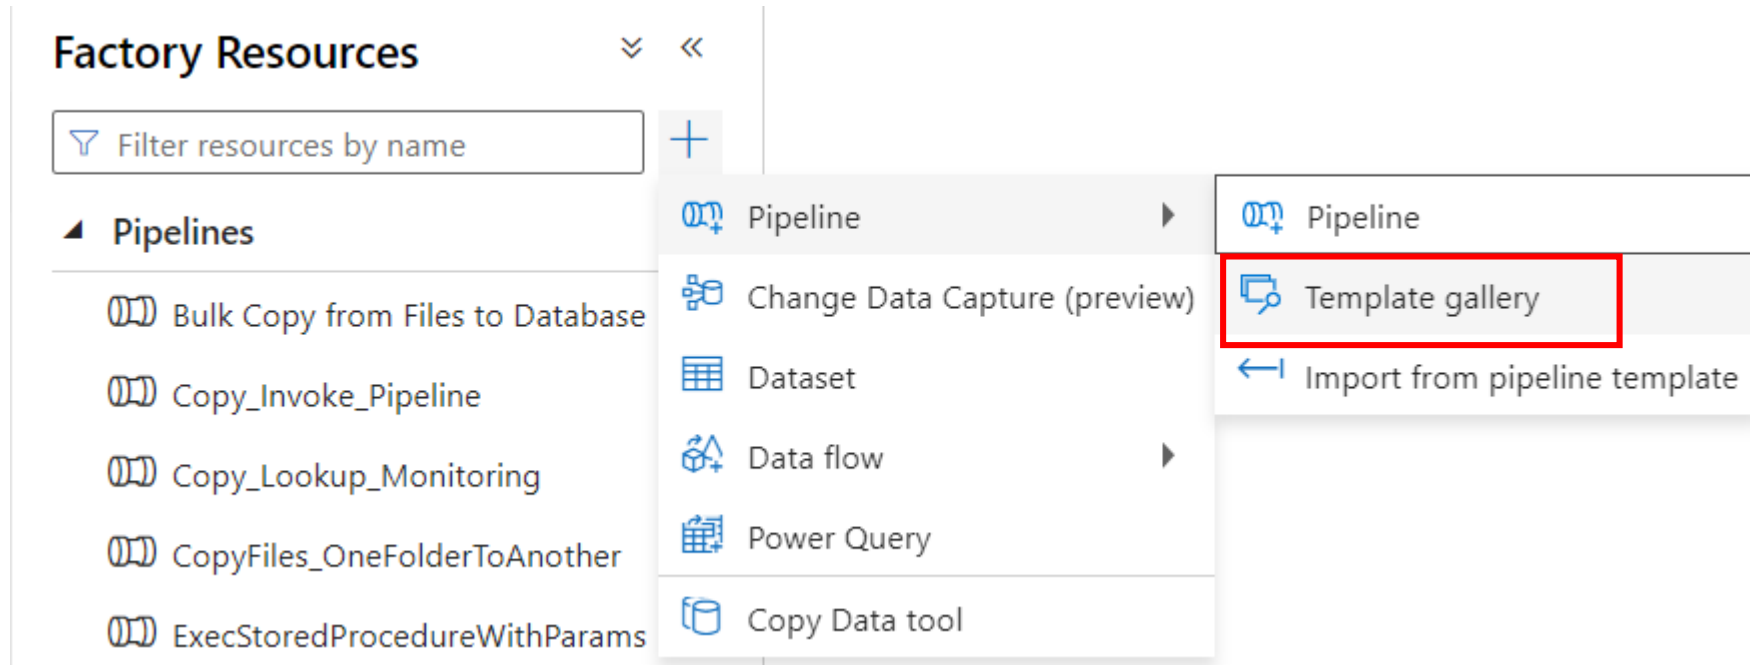 Factory Resources
Filter resources by name
Pipelines
Bulk Copy from Files to Database
Copy_Invoke_Pipeline
Copy_Lookup_Monitoring
CopyFiles_OneFolderToAnother
ExecStoredProcedureWithParams
Pipeline
Change Data Capture (preview)
Dataset
Data flow
Power Query
Copy Data tool
Pipeline
Template gallery
Import from pipeline template